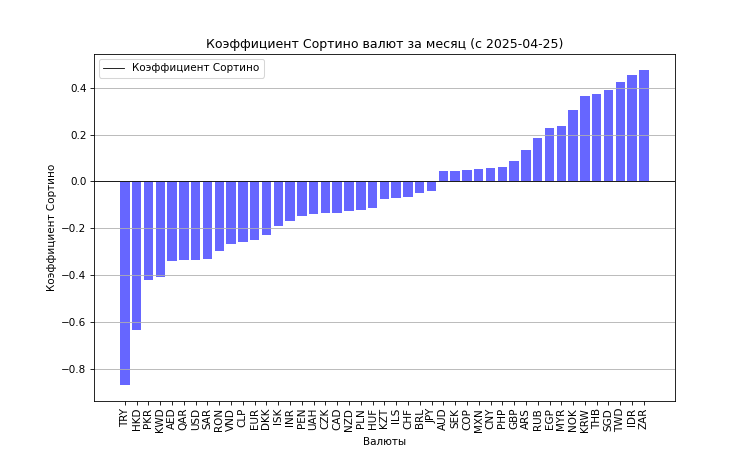 Коэффициент Сортино валют за месяц (с 2025-04-25)
Коэффициент Сортино
Коэффициент Сортино
0.4
0.2
0.0
−0.2
−0.4
−0.6
−0.8
TRY
HKD
PKR
KWD
AED
QAR
USD
SAR
RON
VND
CLP
EUR
DKK
ISK
INR
PEN
UAH
CZK
CAD
NZD
PLN
HUF
KZT
ILS
CHF
BRL
JPY
AUD
SEK
COP
MXN
CNY
PHP
GBP
ARS
RUB
EGP
MYR
NOK
KRW
THB
SGD
TWD
IDR
ZAR
Валюты